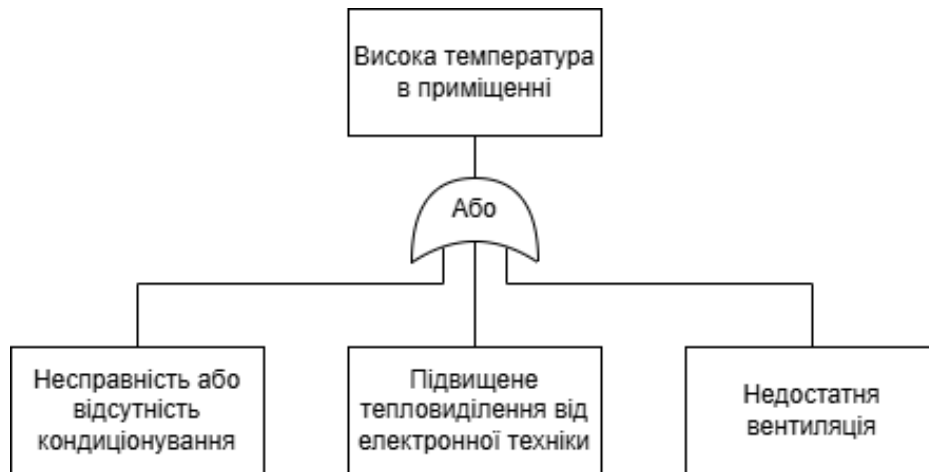 Висока температура
в приміщенні
Або
Несправність або
відсутність
кондиціонування
Підвищене
тепловиділення від
електронної техніки
Недостатня
вентиляція